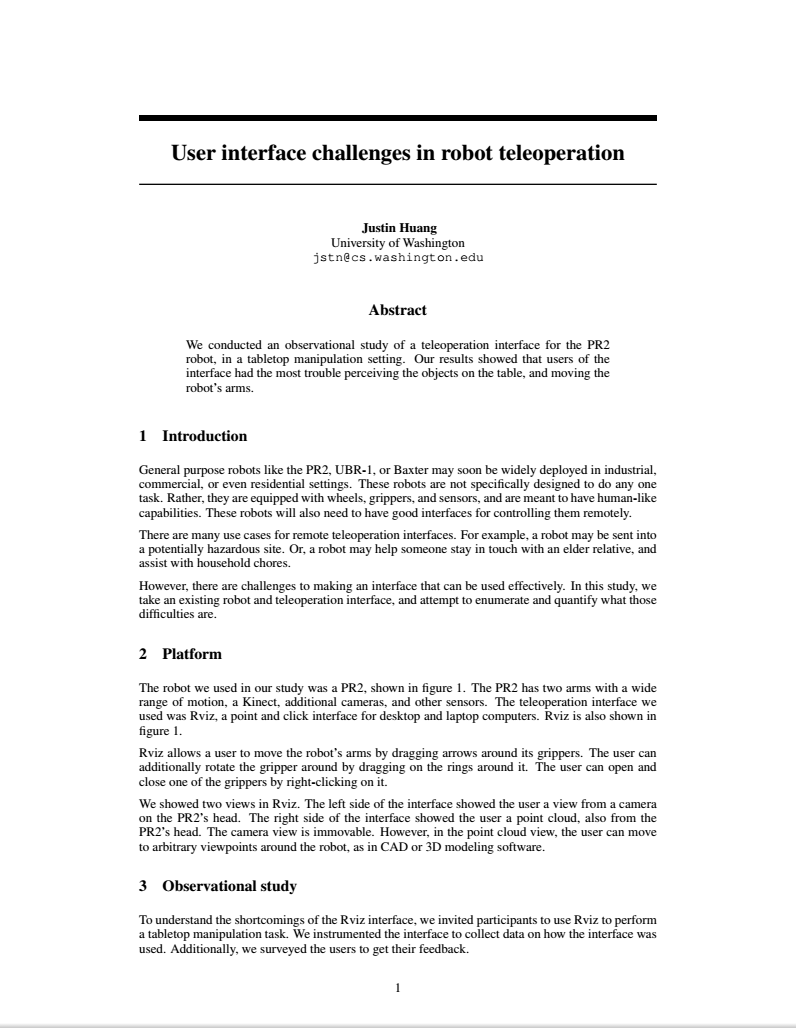 User interface challenges in robot teleoperation
Justin Huang
University of Washington
jstn@cs.washington.edu
Abstract
We conducted an observational study of a teleoperation interface for the PR2
robot, in a tabletop manipulation setting. Our results showed that users of the
interface had the most trouble perceiving the objects on the table, and moving the
robot's arms.
1 Introduction
General purpose robots like the PR2, UBR-1, or Baxter may soon be widely deployed in industrial,
commercial, or even residential settings. These robots are not specifically designed to do any one
task. Rather, they are equipped with wheels, grippers, and sensors, and are meant to have human-like
capabilities. These robots will also need to have good interfaces for controlling them remotely.
There are many use cases for remote teleoperation interfaces. For example, a robot may be sent into
a potentially hazardous site. Or, a robot may help someone stay in touch with an elder relative, and
assist with household chores.
However, there are challenges to making an interface that can be used effectively. In this study, we
take an existing robot and teleoperation interface, and attempt to enumerate and quantify what those
difficulties are.
2 Platform
The robot we used in our study was a PR2, shown in figure 1. The PR2 has two arms with a wide
range of motion, a Kinect, additional cameras, and other sensors. The teleoperation interface we
used was Rviz, a point and click interface for desktop and laptop computers. Rviz is also shown in
figure 1.
Rviz allows a user to move the robot's arms by dragging arrows around its grippers. The user can
additionally rotate the gripper around by dragging on the rings around it. The user can open and
close one of the grippers by right-clicking on it.
We showed two views in Rviz. The left side of the interface showed the user a view from a camera
on the PR2's head. The right side of the interface showed the user a point cloud, also from the
PR2's head. The camera view is immovable. However, in the point cloud view, the user can move
to arbitrary viewpoints around the robot, as in CAD or 3D modeling software.
3 Observational study
To understand the shortcomings of the Rviz interface, we invited participants to use Rviz to perform
a tabletop manipulation task. We instrumented the interface to collect data on how the interface was
used. Additionally, we surveyed the users to get their feedback.
1